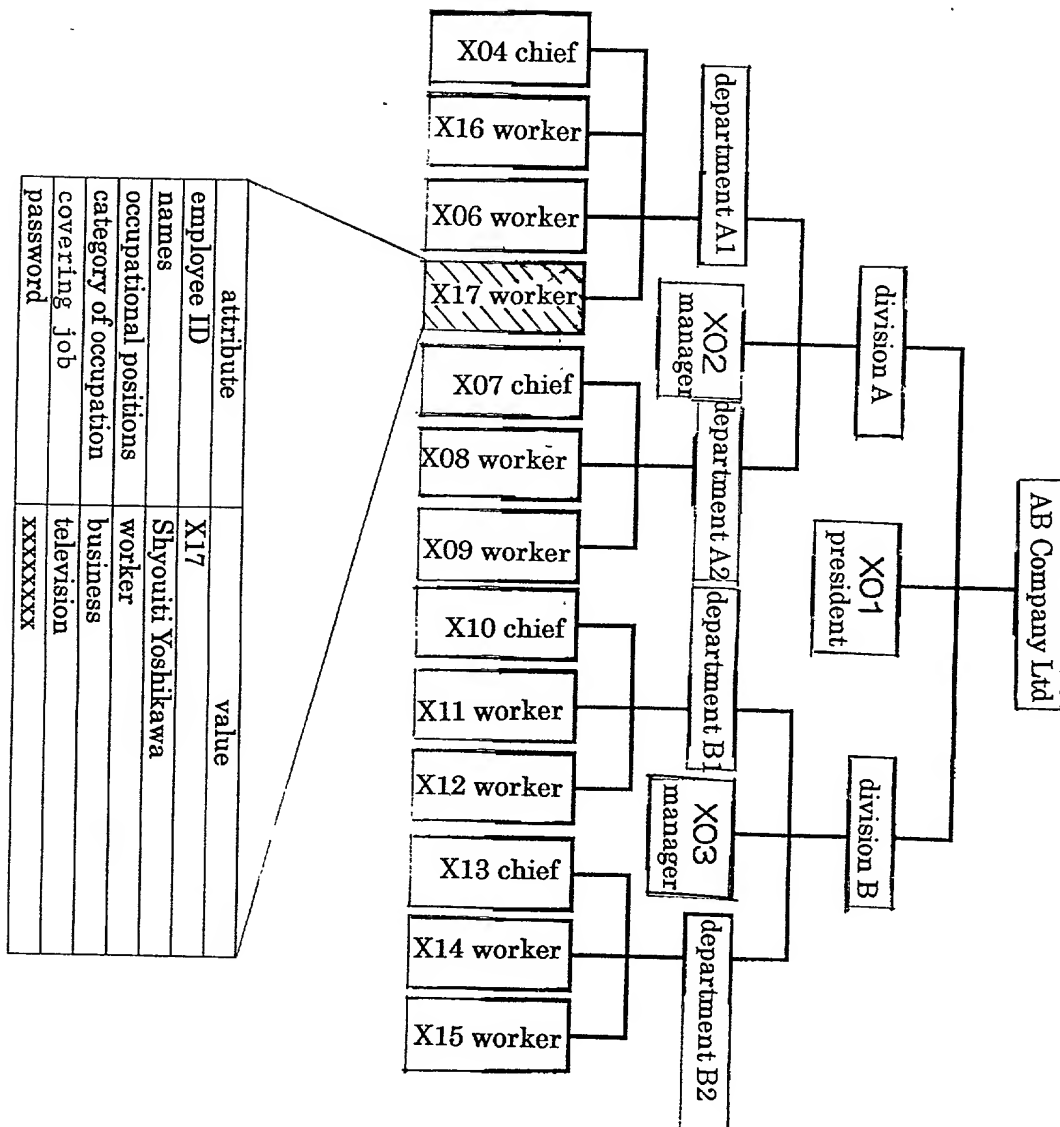 AB Company Ltd
X01
president
division A
division B
X02
manager
X03
manager
department A1
department A2
department B1
department B2
X04 chief
X16 worker
X06 worker
X17 worker
X07 chief
X08 worker
X09 worker
X10 chief
X11 worker
X12 worker
X13 chief
X14 worker
X15 worker
attribute value
employee ID X17
names Shyouiti Yoshikawa
occupational positions worker
category of occupation business
covering job television
password xxxxxxxx